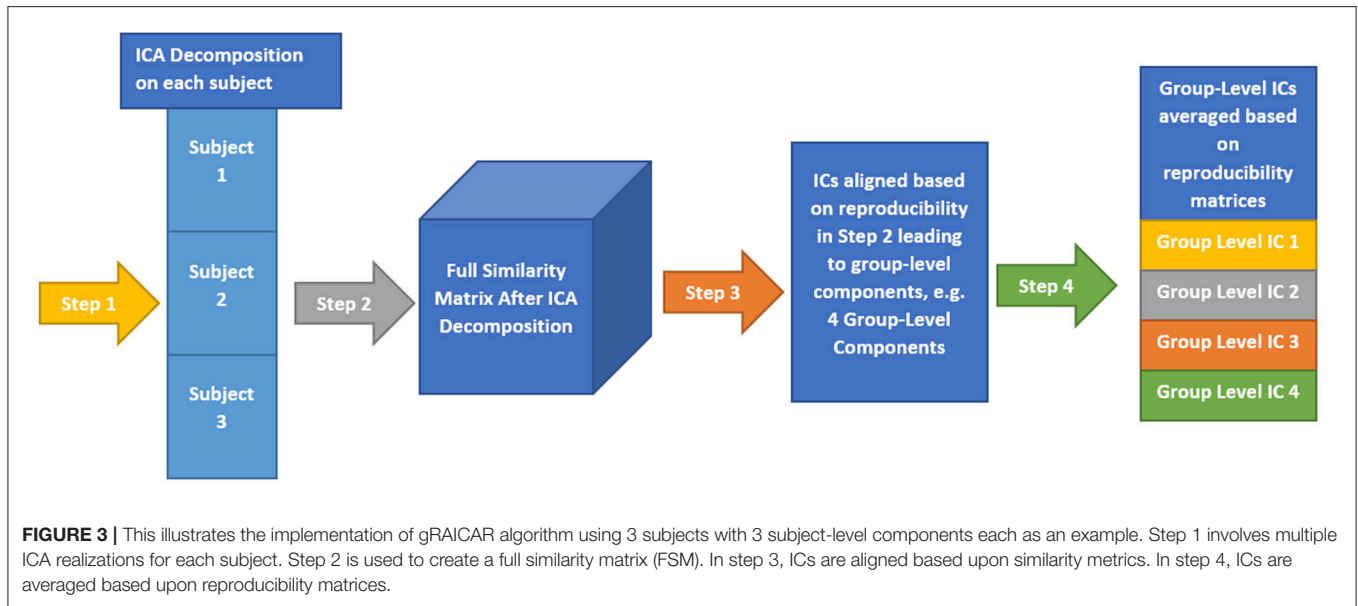 ICA Decomposition
on each subject
Subject
1
Subject
2
Subject
3
Step 1
Step 2
Full Similarity
Matrix After ICA
Decomposition
Step 3
ICs aligned based
on reproducibility
in Step 2 leading
to group-level
components, e.g.
4 Group-Level
Components
Step 4
Group-Level ICs
averaged based
on
reproducibility
matrices
Group Level IC 1
Group Level IC 2
Group Level IC 3
Group Level IC 4
FIGURE 3 | This illustrates the implementation of gRAICAR algorithm using 3 subjects with 3 subject-level components each as an example. Step 1 involves multiple
ICA realizations for each subject. Step 2 is used to create a full similarity matrix (FSM). In step 3, ICs are aligned based upon similarity metrics. In step 4, ICs are
averaged based upon reproducibility matrices.